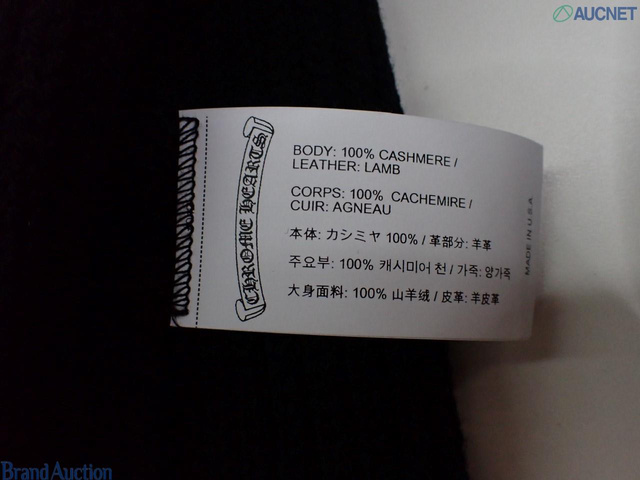 AUCNET
CHROME HEARTS
BODY: 100% CASHMERE /
LEATHER: LAMB
CORPS: 100% CACHEMIRE /
CUIR: AGNEAU
本体: カシミヤ 100% / 革部分: 羊革
주요부: 100% 캐시미어 천 / 가죽: 양가죽
大身面料: 100% 山羊绒 / 皮革: 羊皮革
MADE IN U.S.A
Brand Auction